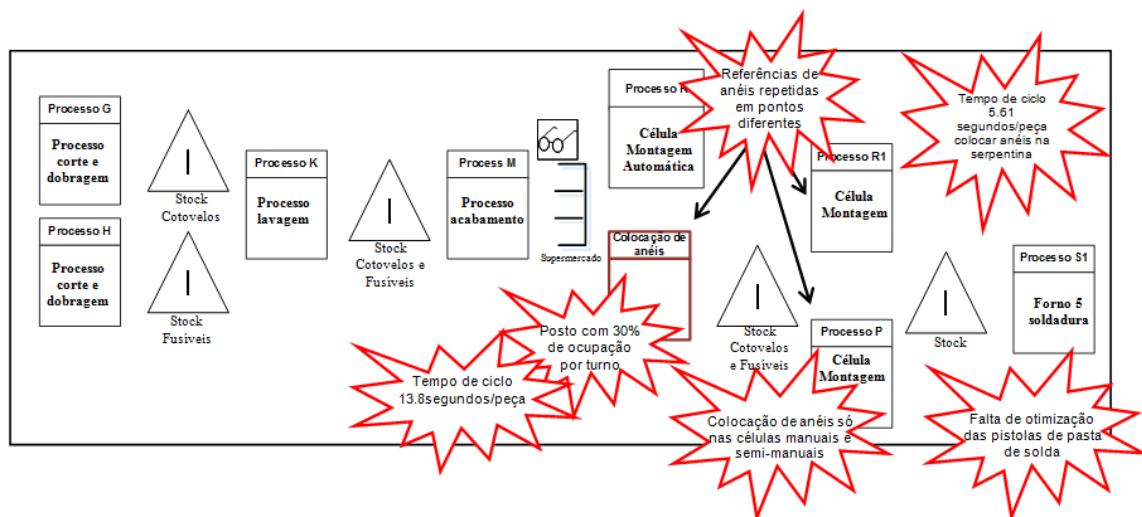 Processo G
Processo
corte e
dobragem
I
Stock
Cotovelos
Processo H
Processo
corte e
dobragem
I
Stock
Fusíveis
Processo K
Processo
lavagem
I
Stock
Cotovelos e
Fusíveis
Process M
Processo
acabamento
Supermercado
Processo
Célula
Montagem
Automática
Referências de
anéis repetidas
em pontos
diferentes
Processo R1
Célula
Montagem
Tempo de ciclo
5.61
segundos/peça
colocar anéis na
serpentina
Colocação de
anéis
Posto com 30%
de ocupação
por turno
Tempo de ciclo
13.8segundos/peça
I
Stock
Cotovelos
e Fusíveis
Processo P
Célula
Montagem
Colocação de anéis só
nas células manuais e
semi-manuais
I
Stock
Processo S1
Forno 5
soldadura
Falta de otimização
das pistolas de pasta
de solda